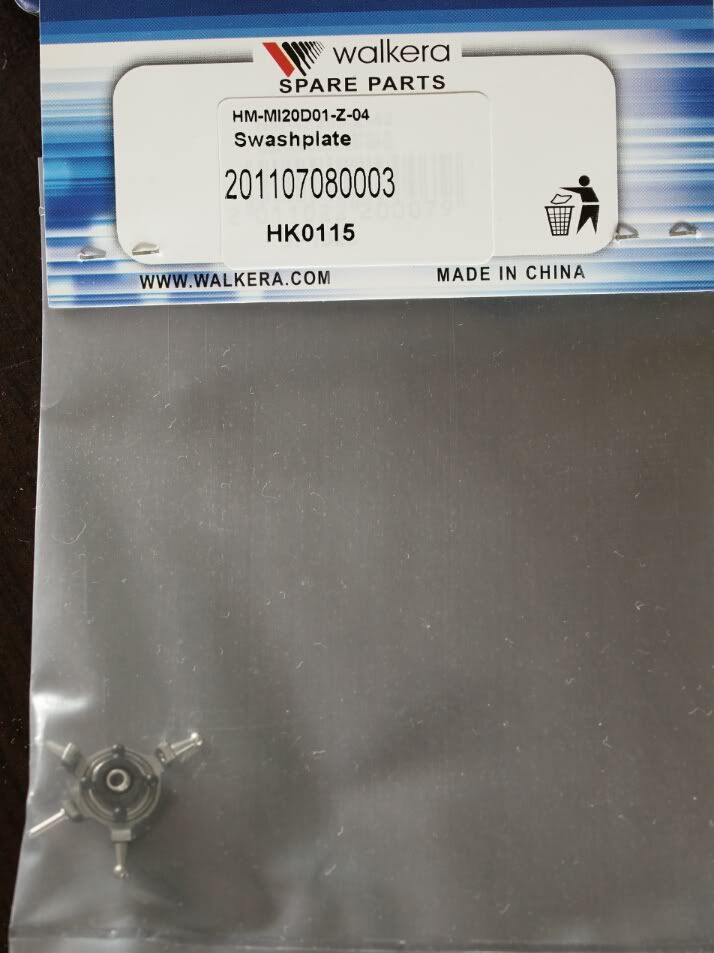 walkera
SPARE PARTS
HM-MI20D01-Z-04
Swashplate
201107080003
HK0115
WWW.WALKERA.COM
MADE IN CHINA